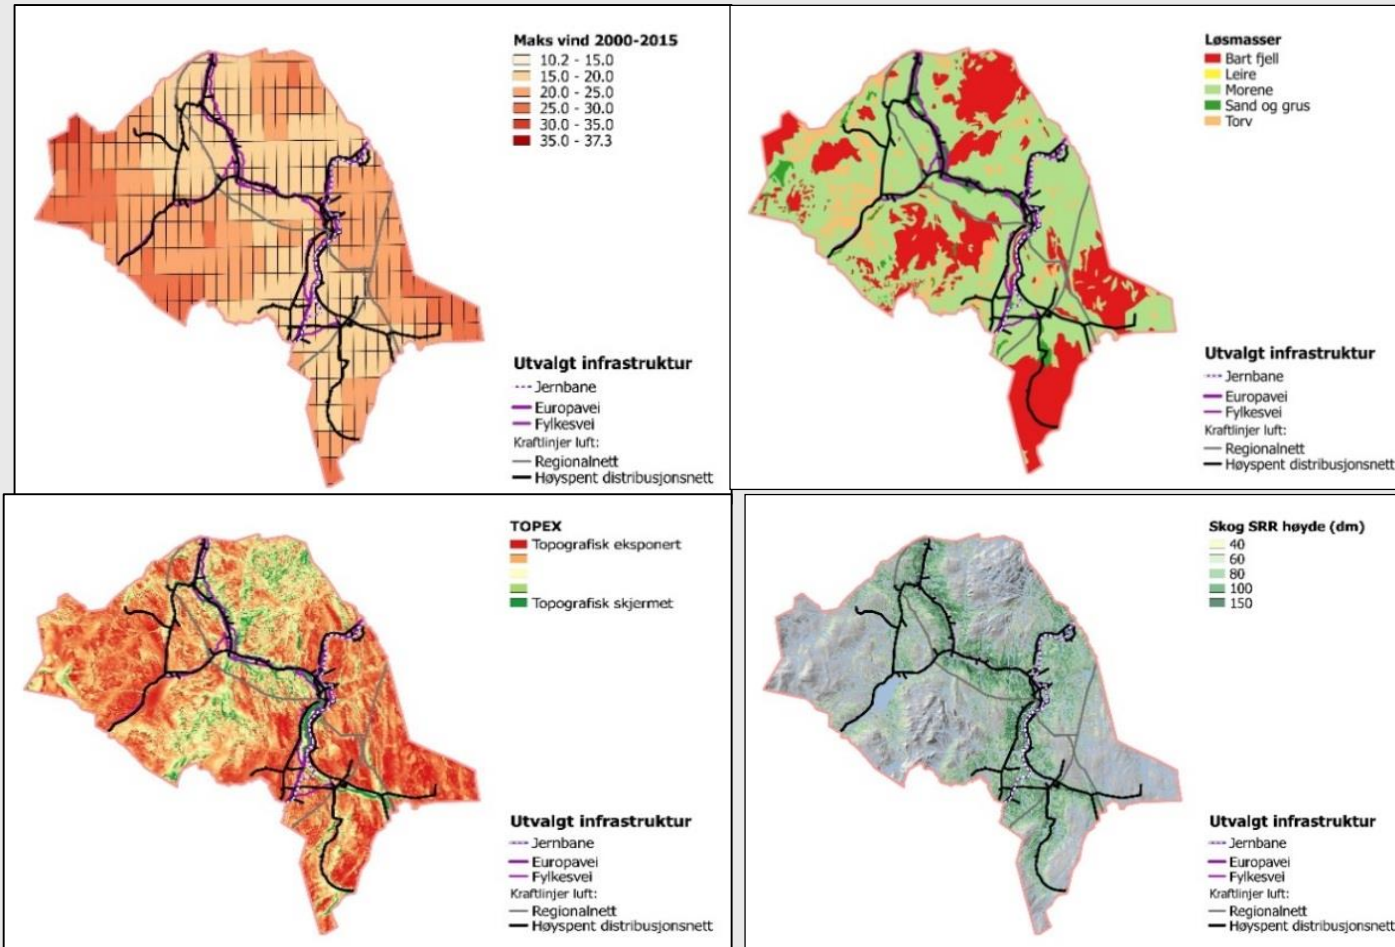 Maks vind 2000-2015
10.2 - 15.0
15.0 - 20.0
20.0 - 25.0
25.0 - 30.0
30.0 - 35.0
35.0 - 37.3
Utvalgt infrastruktur
Jernbane
Europavei
Fylkesvei
Kraftlinjer luft:
Regionalnett
Høyspent distribusjonsnett
Løsmasser
Bart fjell
Leire
Morene
Sand og grus
Torv
Utvalgt infrastruktur
Jernbane
Europavei
Fylkesvei
Kraftlinjer luft:
Regionalnett
Høyspent distribusjonsnett
TOPEX
Topografisk eksponert
Topografisk skjermet
Utvalgt infrastruktur
Jernbane
Europavei
Fylkesvei
Kraftlinjer luft:
Regionalnett
Høyspent distribusjonsnett
Skog SRR høyde (dm)
40
60
80
100
150
Utvalgt infrastruktur
Jernbane
Europavei
Fylkesvei
Kraftlinjer luft:
Regionalnett
Høyspent distribusjonsnett